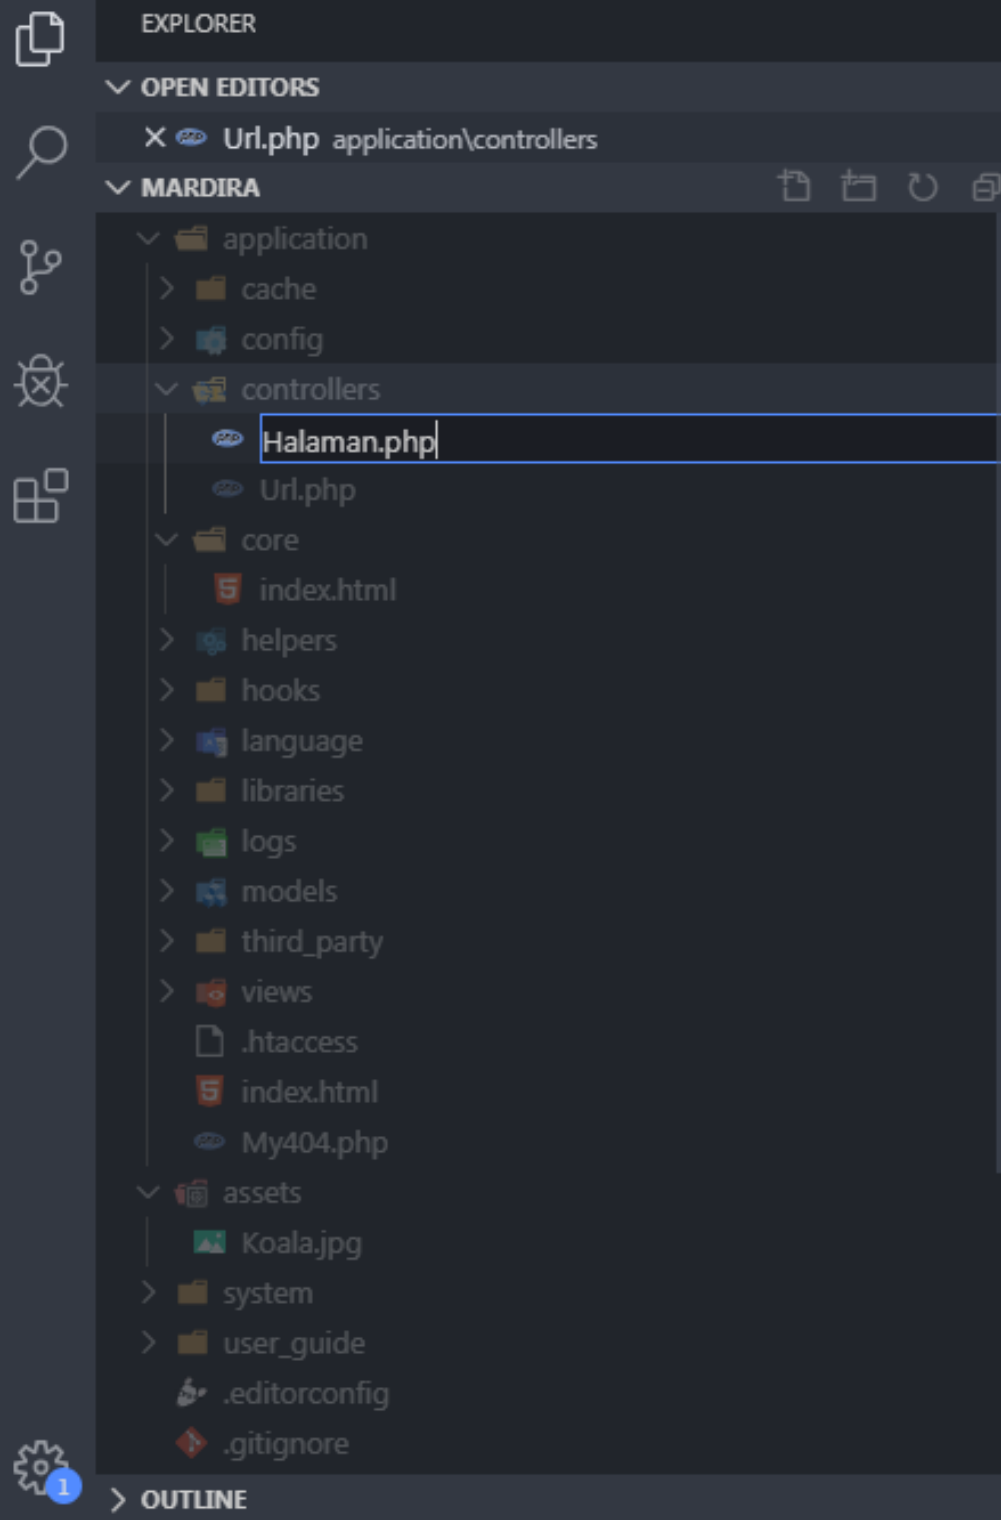 EXPLORER
OPEN EDITORS
Url.php application\controllers
MARDIRA
application
cache
config
controllers
Halaman.php
Url.php
core
index.html
helpers
hooks
language
libraries
logs
models
third_party
views
.htaccess
index.html
My404.php
assets
Koala.jpg
system
user_guide
.editorconfig
.gitignore
1
OUTLINE